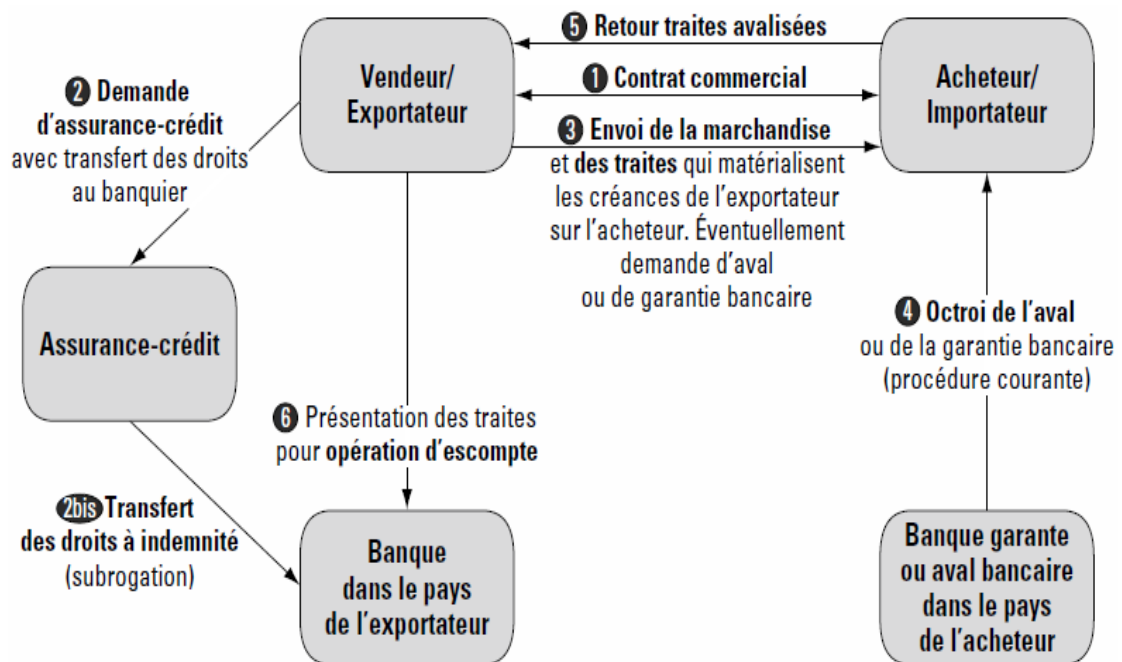 ❺ Retour traites avalisées
Vendeur/
Exportateur
❶ Contrat commercial
Acheteur/
Importateur
❷ Demande
d'assurance-crédit
avec transfert des droits
au banquier
❸ Envoi de la marchandise
et des traites qui matérialisent
les créances de l'exportateur
sur l'acheteur. Éventuellement
demande d'aval
ou de garantie bancaire
❹ Octroi de l'aval
ou de la garantie bancaire
(procédure courante)
Assurance-crédit
❻ Présentation des traites
pour opération d'escompte
2bis Transfert
des droits à indemnité
(subrogation)
Banque
dans le pays
de l'exportateur
Banque garante
ou aval bancaire
dans le pays
de l'acheteur